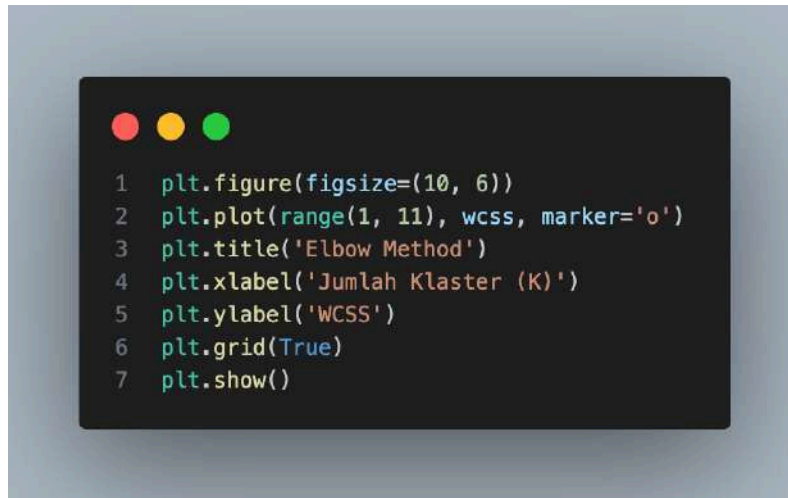 1 plt.figure(figsize=(10, 6))
2 plt.plot(range(1, 11), wcss, marker='o')
3 plt.title('Elbow Method')
4 plt.xlabel('Jumlah Klaster (K)')
5 plt.ylabel('WCSS')
6 plt.grid(True)
7 plt.show()